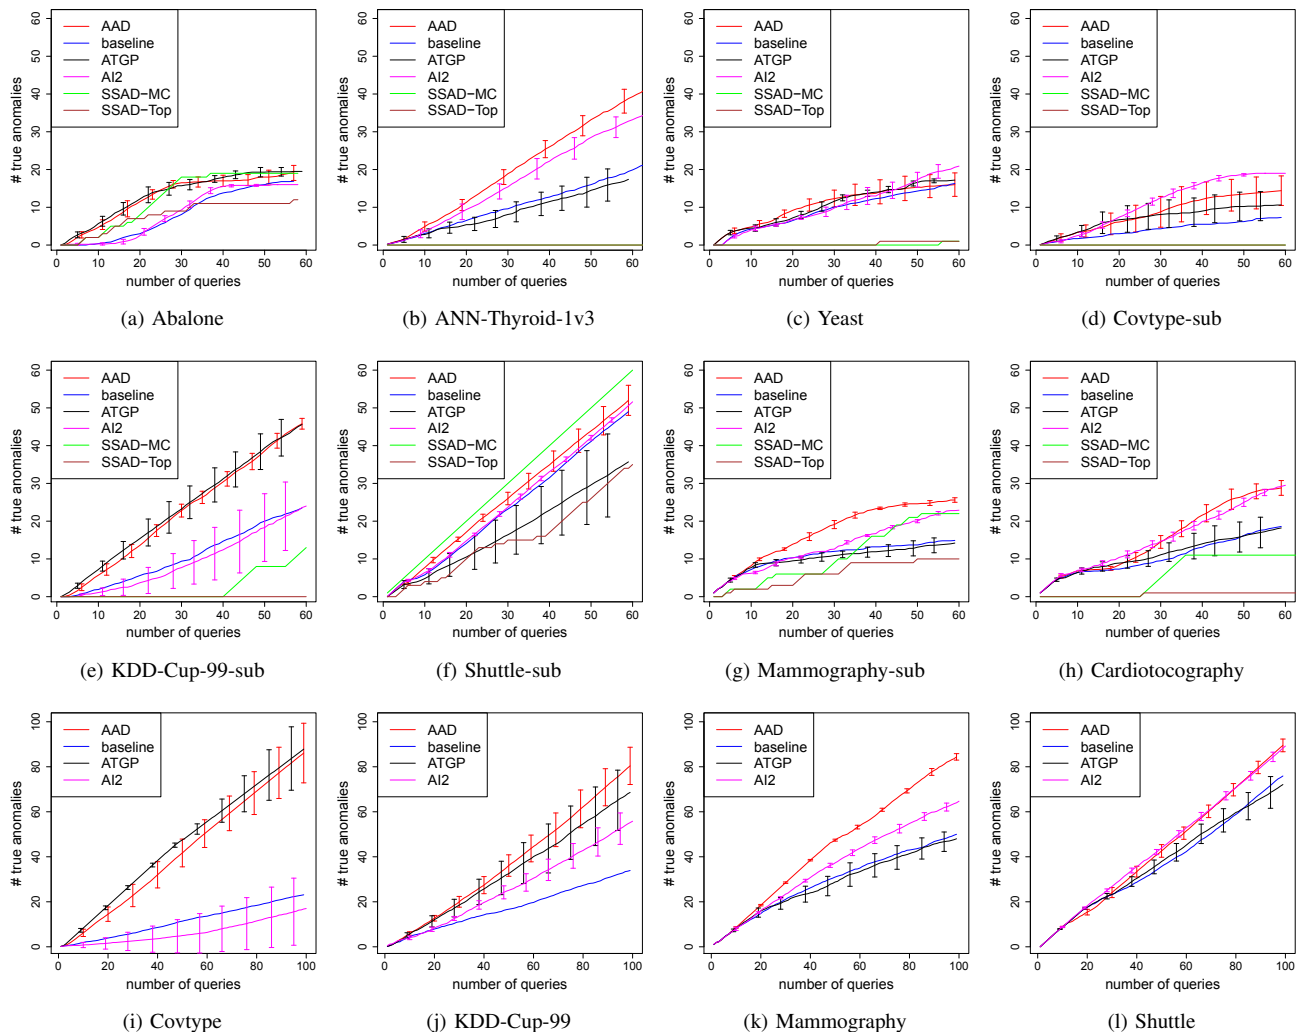 AAD
baseline
ATGP
AI2
SSAD−MC
SSAD−Top
# true anomalies
0 10 20 30 40 50 60
0 10 20 30 40 50 60
number of queries
(a) Abalone
AAD
baseline
ATGP
AI2
SSAD−MC
SSAD−Top
# true anomalies
0 10 20 30 40 50 60
0 10 20 30 40 50 60
number of queries
(b) ANN-Thyroid-1v3
AAD
baseline
ATGP
AI2
SSAD−MC
SSAD−Top
# true anomalies
0 10 20 30 40 50 60
0 10 20 30 40 50 60
number of queries
(c) Yeast
AAD
baseline
ATGP
AI2
SSAD−MC
SSAD−Top
# true anomalies
0 10 20 30 40 50 60
0 10 20 30 40 50 60
number of queries
(d) Covtype-sub
AAD
baseline
ATGP
AI2
SSAD−MC
SSAD−Top
# true anomalies
0 10 20 30 40 50 60
0 10 20 30 40 50 60
number of queries
(e) KDD-Cup-99-sub
AAD
baseline
ATGP
AI2
SSAD−MC
SSAD−Top
# true anomalies
0 10 20 30 40 50 60
0 10 20 30 40 50 60
number of queries
(f) Shuttle-sub
AAD
baseline
ATGP
AI2
SSAD−MC
SSAD−Top
# true anomalies
0 10 20 30 40 50 60
0 10 20 30 40 50 60
number of queries
(g) Mammography-sub
AAD
baseline
ATGP
AI2
SSAD−MC
SSAD−Top
# true anomalies
0 10 20 30 40 50 60
0 10 20 30 40 50 60
number of queries
(h) Cardiotocography
AAD
baseline
ATGP
AI2
# true anomalies
0 20 40 60 80 100
0 20 40 60 80 100
number of queries
(i) Covtype
AAD
baseline
ATGP
AI2
# true anomalies
0 20 40 60 80 100
0 20 40 60 80 100
number of queries
(j) KDD-Cup-99
AAD
baseline
ATGP
AI2
# true anomalies
0 20 40 60 80 100
0 20 40 60 80 100
number of queries
(k) Mammography
AAD
baseline
ATGP
AI2
# true anomalies
0 20 40 60 80 100
0 20 40 60 80 100
number of queries
(l) Shuttle